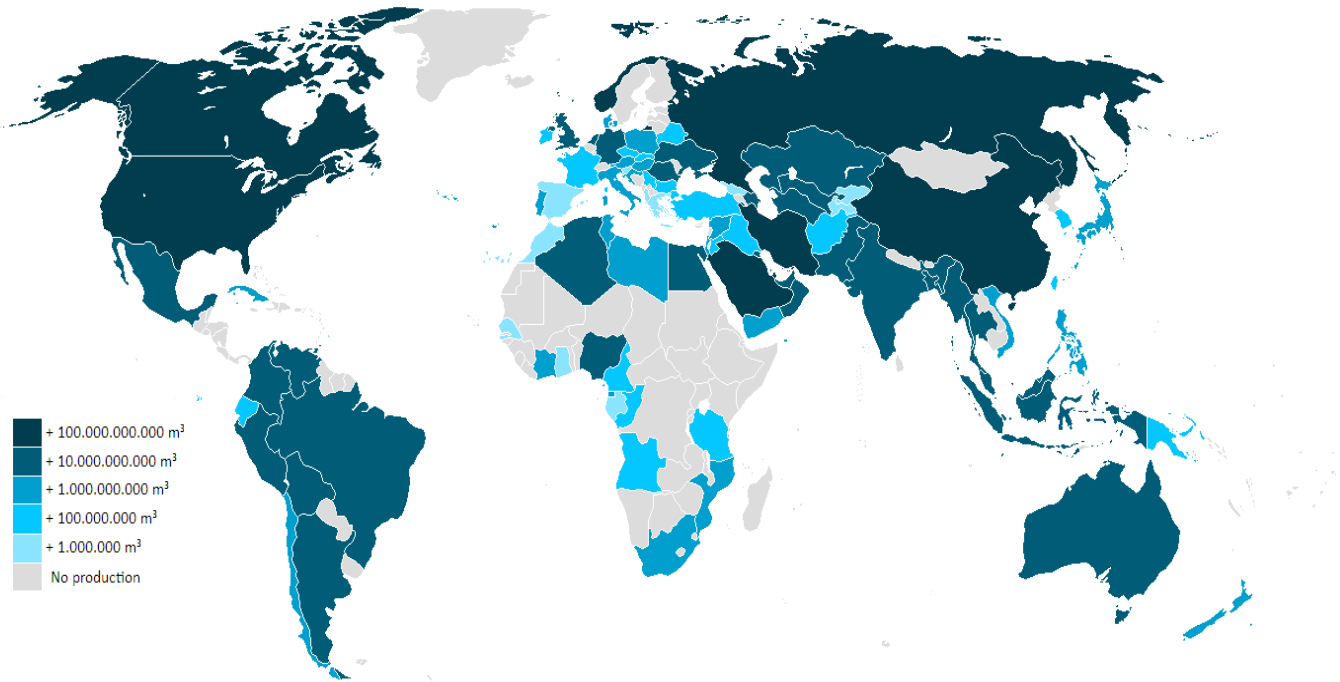 + 100.000.000.000 m³
+ 10.000.000.000 m³
+ 1.000.000.000 m³
+ 100.000.000 m³
+ 1.000.000 m³
No production